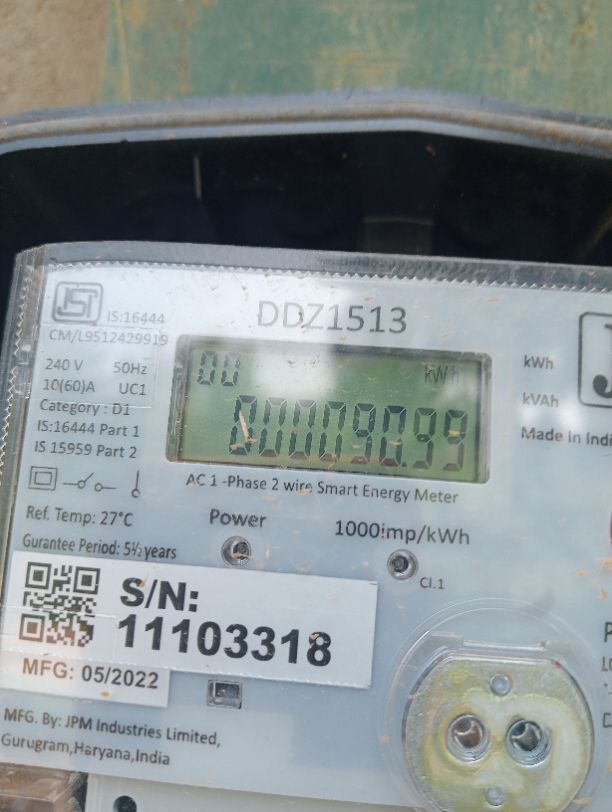 IS:16444
CM/L9512429919
DDZ1513
240 V 50Hz
10(60)A UC1
Category : D1
IS:16444 Part 1
IS 15959 Part 2
00 kWh
000090.99
kWh
kVAh
Made In Indi
AC 1 -Phase 2 wire Smart Energy Meter
Ref. Temp: 27°C
Gurantee Period: 5½ years
Power
1000imp/kWh
Cl.1
S/N:
11103318
MFG: 05/2022
MFG. By: JPM Industries Limited,
Gurugram,Haryana,India